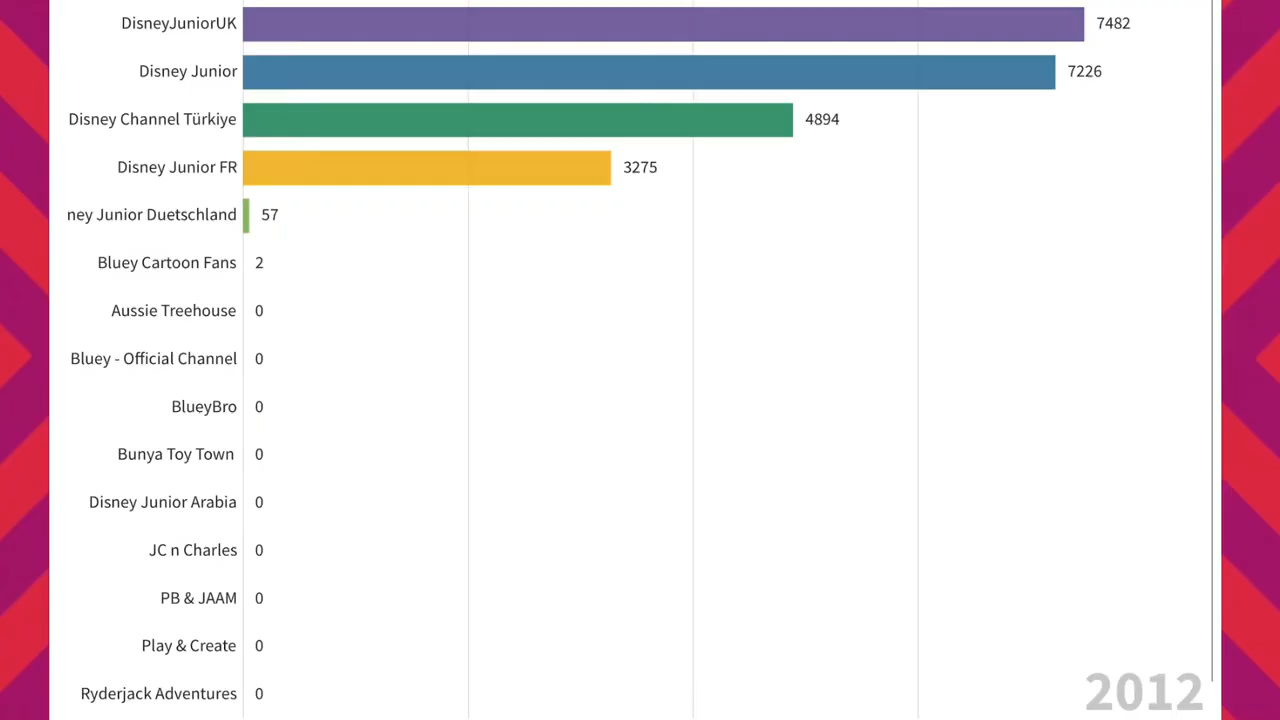 DisneyJuniorUK 7482
Disney Junior 7226
Disney Channel Türkiye 4894
Disney Junior FR 3275
ney Junior Duetschland 57
Bluey Cartoon Fans 2
Aussie Treehouse 0
Bluey - Official Channel 0
BlueyBro 0
Bunya Toy Town 0
Disney Junior Arabia 0
JC n Charles 0
PB & JAAM 0
Play & Create 0
Ryderjack Adventures 0
2012